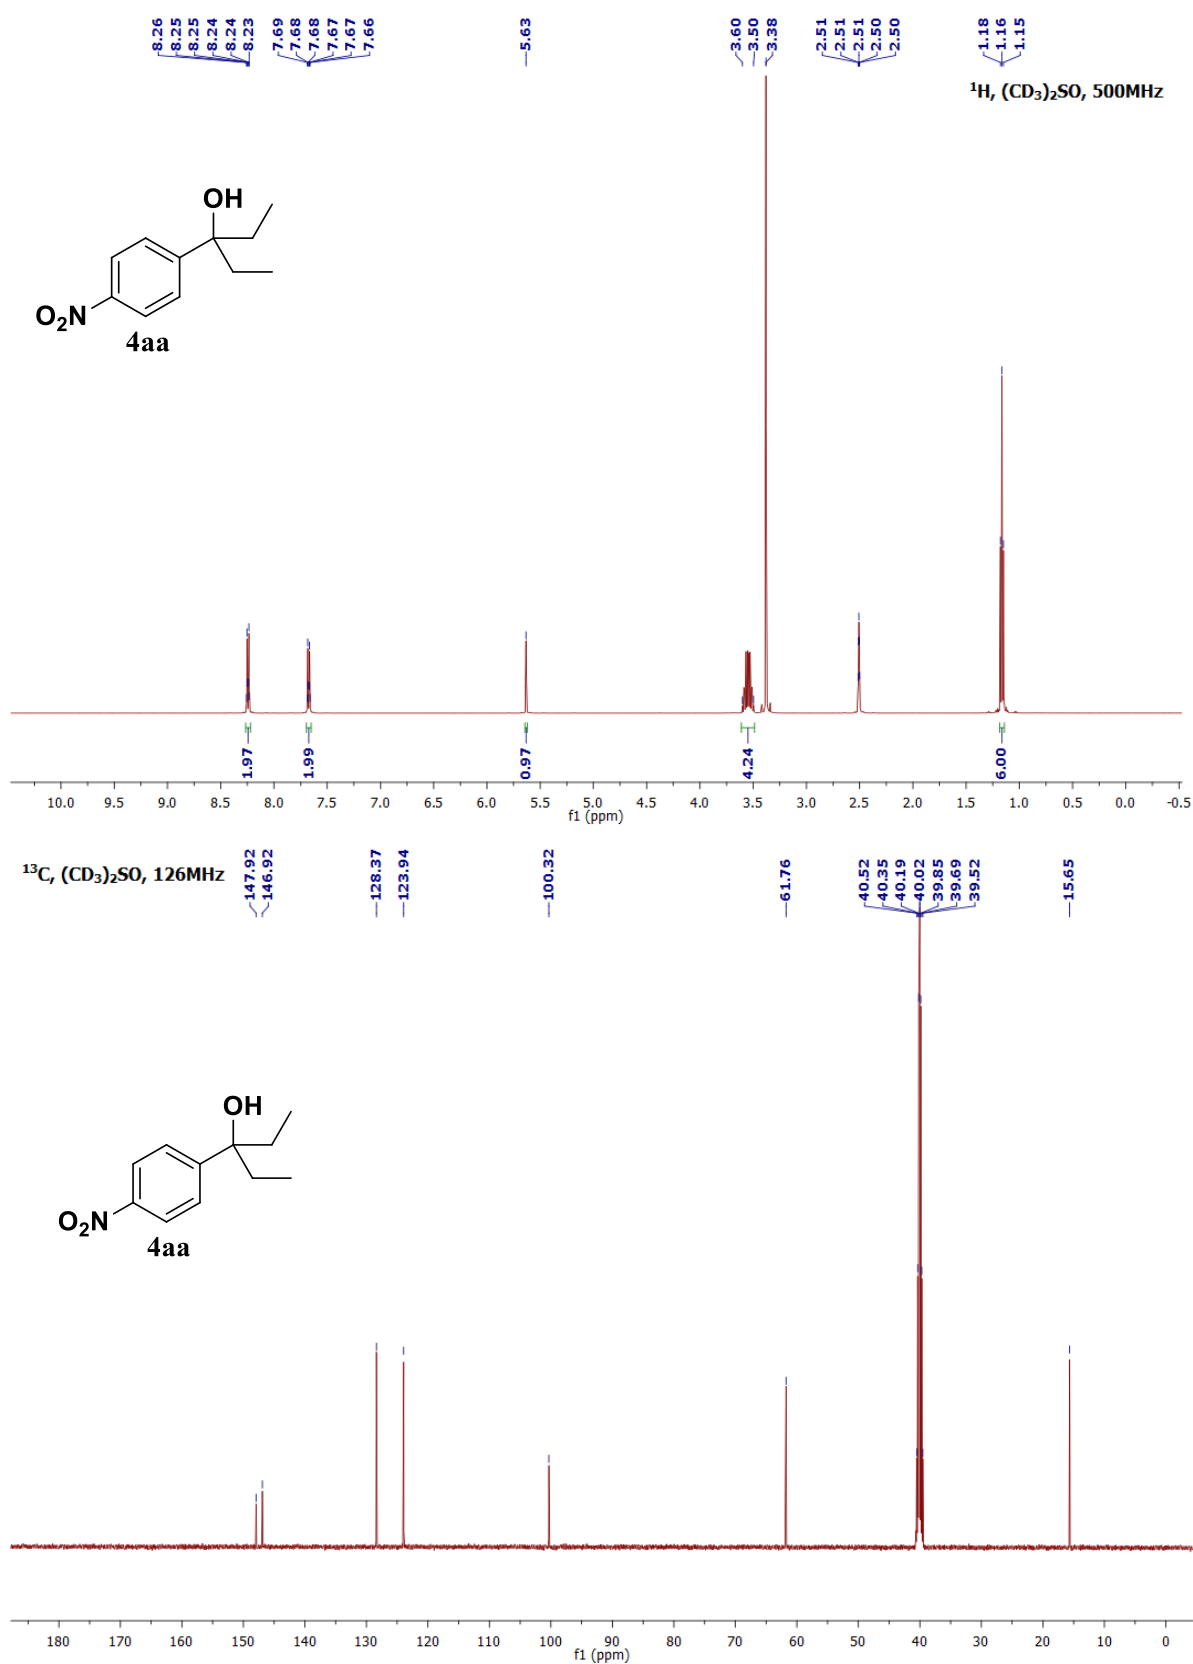 8.26 8.25 8.25 8.24 8.24 8.23 7.69 7.68 7.68 7.67 7.67 7.66 5.63 3.60 3.50 3.38 2.51 2.51 2.51 2.50 2.50 1.18 1.16 1.15
¹H, (CD₃)₂SO, 500MHz
OH
O₂N
4aa
1.97 1.99 0.97 4.24 6.00
10.0 9.5 9.0 8.5 8.0 7.5 7.0 6.5 6.0 5.5 5.0 4.5 4.0 3.5 3.0 2.5 2.0 1.5 1.0 0.5 0.0 -0.5
f1 (ppm)
¹³C, (CD₃)₂SO, 126MHz
147.92 146.92 128.37 123.94 100.32 61.76 40.52 40.35 40.19 40.02 39.85 39.69 39.52 15.65
OH
O₂N
4aa
180 170 160 150 140 130 120 110 100 90 80 70 60 50 40 30 20 10 0
f1 (ppm)